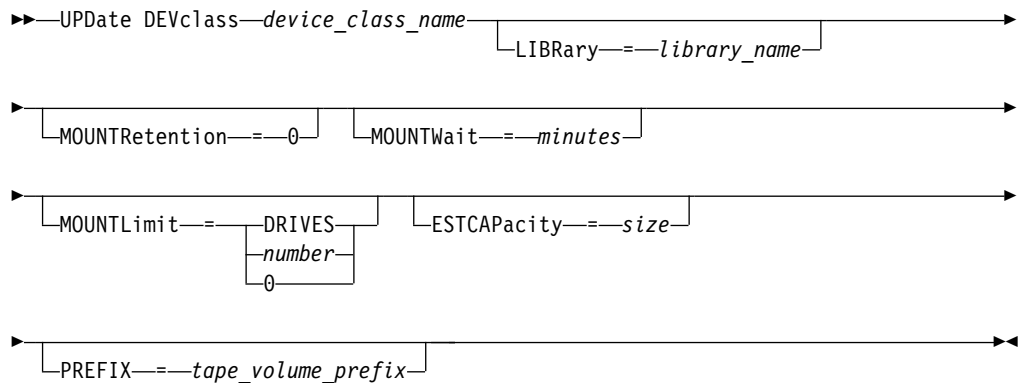 UPDate DEVclass device_class_name
LIBRary = library_name
MOUNTRetention = 0 MOUNTWait = minutes
MOUNTLimit = DRIVES
number
0
ESTCAPacity = size
PREFIX = tape_volume_prefix